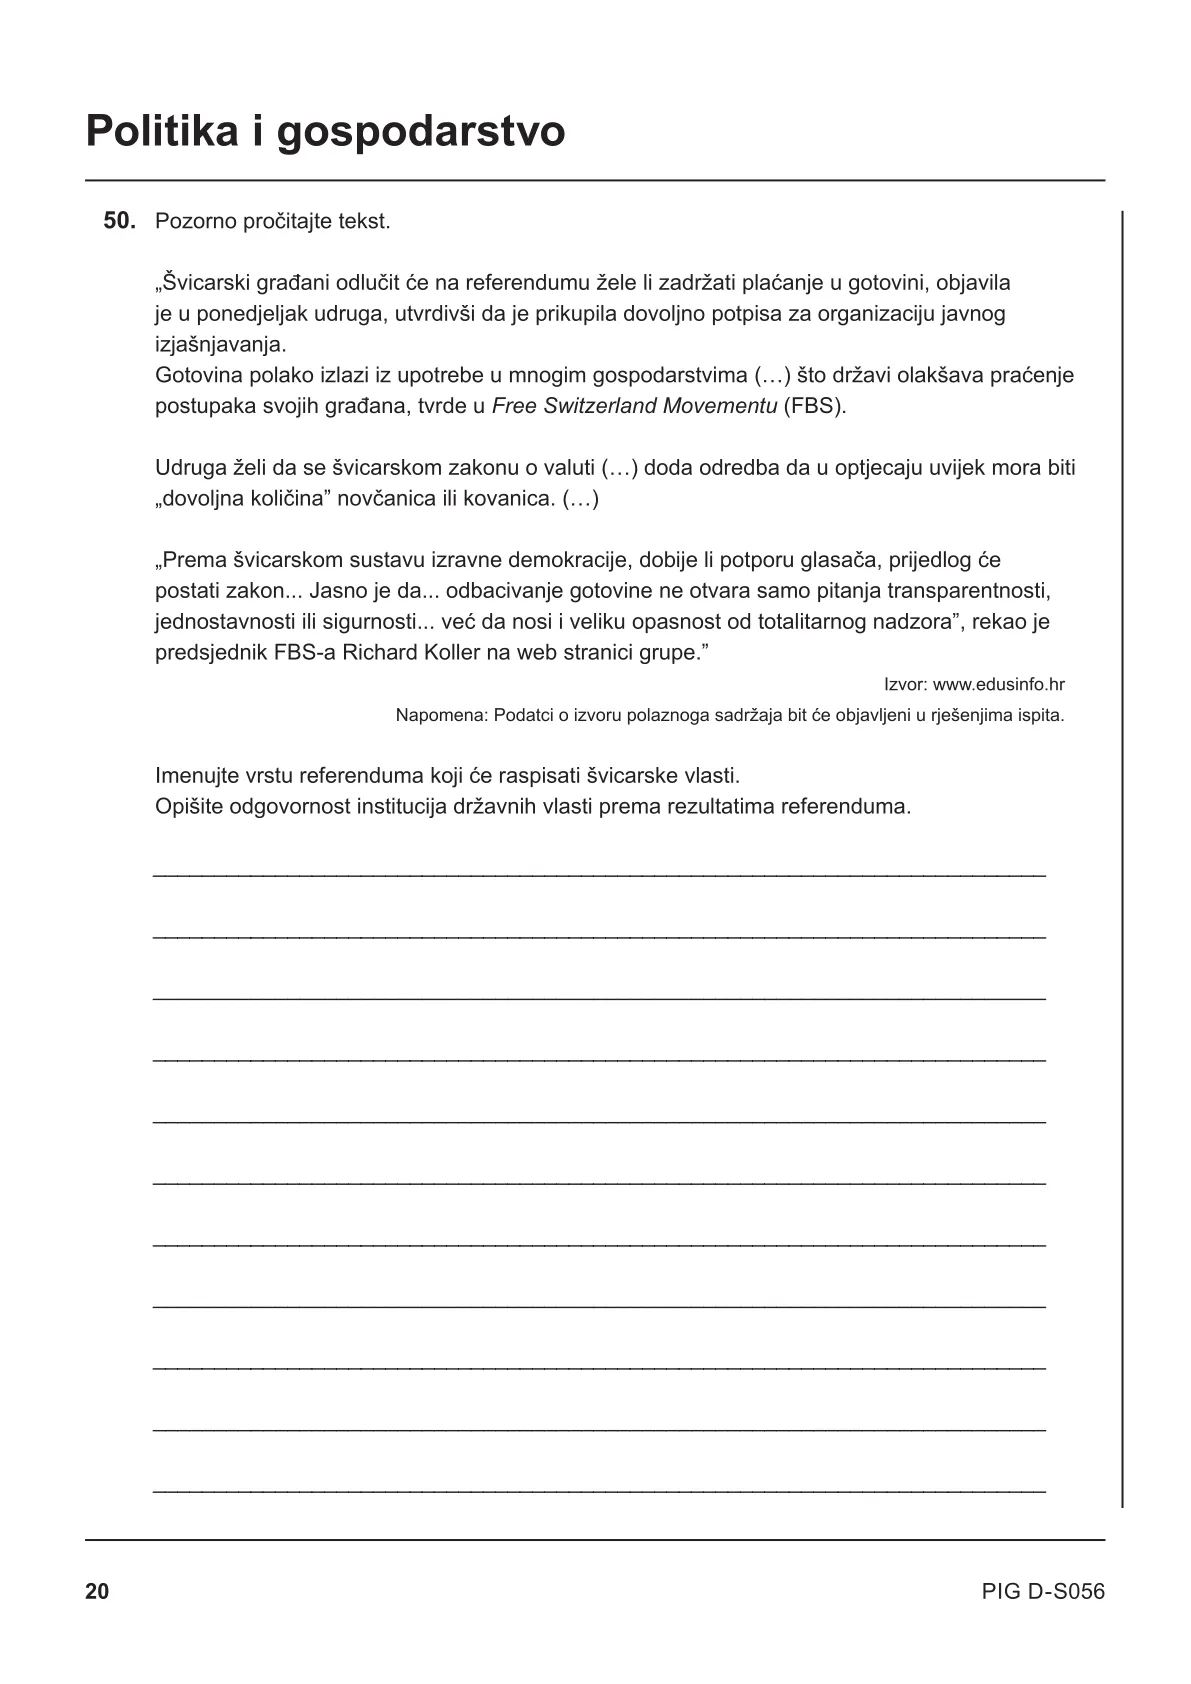 Politika i gospodarstvo
50. Pozorno pročitajte tekst.
„Švicarski građani odlučit će na referendumu žele li zadržati plaćanje u gotovini, objavila
je u ponedjeljak udruga, utvrdivši da je prikupila dovoljno potpisa za organizaciju javnog
izjašnjavanja.
Gotovina polako izlazi iz upotrebe u mnogim gospodarstvima (…) što državi olakšava praćenje
postupaka svojih građana, tvrde u Free Switzerland Movementu (FBS).
Udruga želi da se švicarskom zakonu o valuti (…) doda odredba da u optjecaju uvijek mora biti
„dovoljna količina” novčanica ili kovanica. (…)
„Prema švicarskom sustavu izravne demokracije, dobije li potporu glasača, prijedlog će
postati zakon... Jasno je da... odbacivanje gotovine ne otvara samo pitanja transparentnosti,
jednostavnosti ili sigurnosti... već da nosi i veliku opasnost od totalitarnog nadzora”, rekao je
predsjednik FBS-a Richard Koller na web stranici grupe.”
Izvor: www.edusinfo.hr
Napomena: Podatci o izvoru polaznoga sadržaja bit će objavljeni u rješenjima ispita.
Imenujte vrstu referenduma koji će raspisati švicarske vlasti.
Opišite odgovornost institucija državnih vlasti prema rezultatima referenduma.
20
PIG D-S056